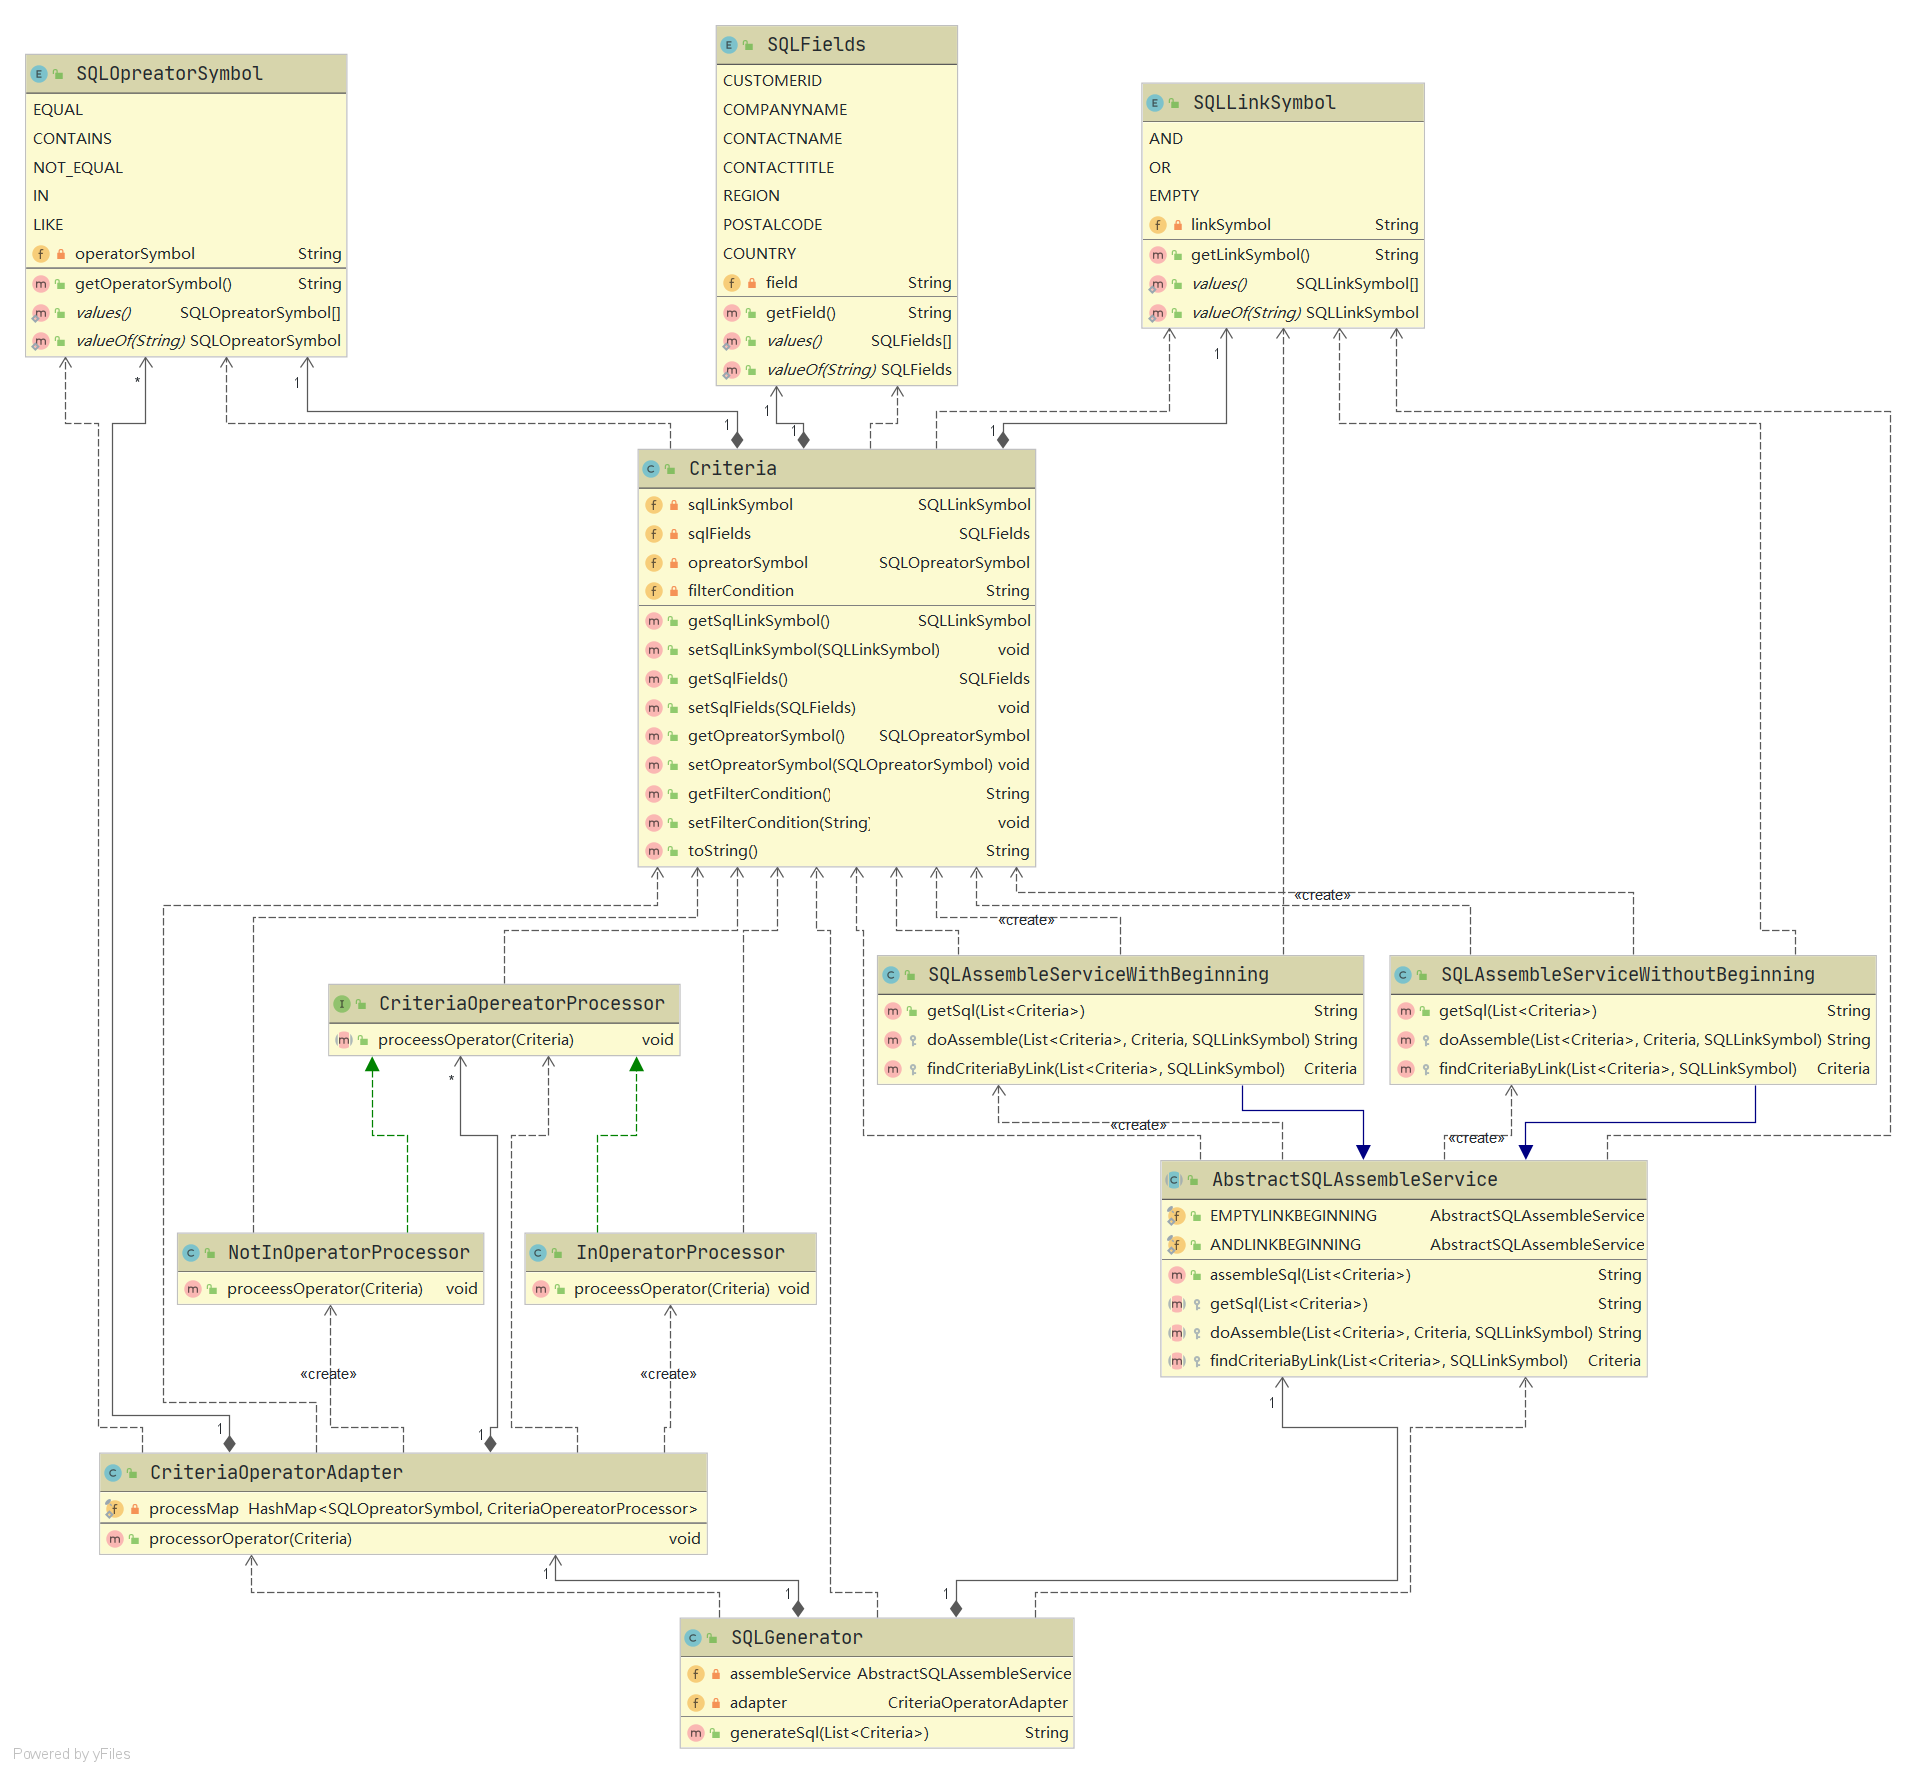 SQLOpreatorSymbol
EQUAL
CONTAINS
NOT_EQUAL
IN
LIKE
operatorSymbol String
getOperatorSymbol() String
values() SQLOpreatorSymbol[]
valueOf(String) SQLOpreatorSymbol
SQLFields
CUSTOMERID
COMPANYNAME
CONTACTNAME
CONTACTTITLE
REGION
POSTALCODE
COUNTRY
field String
getField() String
values() SQLFields[]
valueOf(String) SQLFields
SQLLinkSymbol
AND
OR
EMPTY
linkSymbol String
getLinkSymbol() String
values() SQLLinkSymbol[]
valueOf(String) SQLLinkSymbol
*
1
1
1
1
1
1
Criteria
sqlLinkSymbol SQLLinkSymbol
sqlFields SQLFields
opreatorSymbol SQLOpreatorSymbol
filterCondition String
getSqlLinkSymbol() SQLLinkSymbol
setSqlLinkSymbol(SQLLinkSymbol) void
getSqlFields() SQLFields
setSqlFields(SQLFields) void
getOpreatorSymbol() SQLOpreatorSymbol
setOpreatorSymbol(SQLOpreatorSymbol) void
getFilterCondition() String
setFilterCondition(String) void
toString() String
«create»
«create»
CriteriaOpereatorProcessor
proceessOperator(Criteria) void
*
SQLAssembleServiceWithBeginning
getSql(List<Criteria>) String
doAssemble(List<Criteria>, Criteria, SQLLinkSymbol) String
findCriteriaByLink(List<Criteria>, SQLLinkSymbol) Criteria
SQLAssembleServiceWithoutBeginning
getSql(List<Criteria>) String
doAssemble(List<Criteria>, Criteria, SQLLinkSymbol) String
findCriteriaByLink(List<Criteria>, SQLLinkSymbol) Criteria
«create»
«create»
NotInOperatorProcessor
proceessOperator(Criteria) void
InOperatorProcessor
proceessOperator(Criteria) void
AbstractSQLAssembleService
EMPTYLINKBEGINNING AbstractSQLAssembleService
ANDLINKBEGINNING AbstractSQLAssembleService
assembleSql(List<Criteria>) String
getSql(List<Criteria>) String
doAssemble(List<Criteria>, Criteria, SQLLinkSymbol) String
findCriteriaByLink(List<Criteria>, SQLLinkSymbol) Criteria
«create»
«create»
1
1
1
CriteriaOperatorAdapter
processMap HashMap<SQLOpreatorSymbol, CriteriaOpereatorProcessor>
processorOperator(Criteria) void
1
1
1
SQLGenerator
assembleService AbstractSQLAssembleService
adapter CriteriaOperatorAdapter
generateSql(List<Criteria>) String
Powered by yFiles